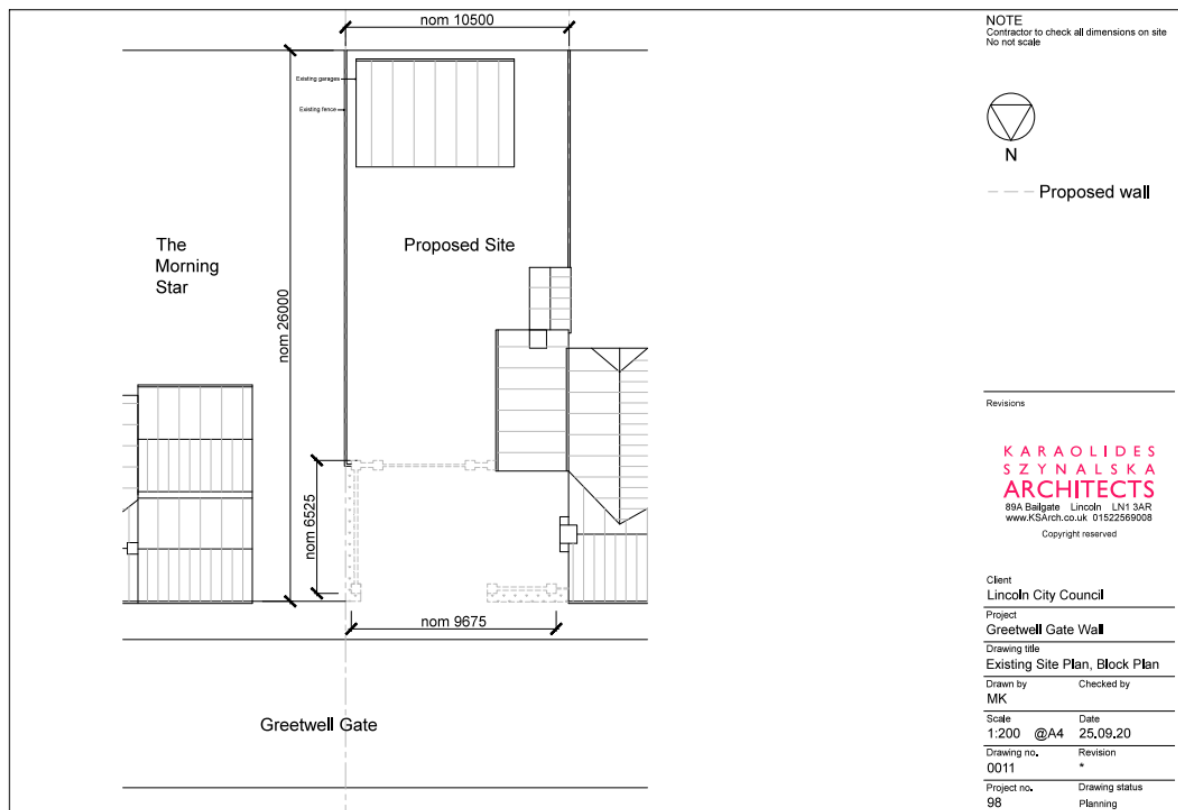 nom 10500
Existing garages
Existing fence
The
Morning
Star
Proposed Site
nom 26000
nom 6525
nom 9675
Greetwell Gate
NOTE
Contractor to check all dimensions on site
No not scale
N
Proposed wall
Revisions
KARAOLIDES
SZYNALSKA
ARCHITECTS
89A Bailgate Lincoln LN1 3AR
www.KSArch.co.uk 01522569008
Copyright reserved
Client
Lincoln City Council
Project
Greetwell Gate Wall
Drawing title
Existing Site Plan, Block Plan
Drawn by Checked by
MK
Scale Date
1:200 @A4 25.09.20
Drawing no. Revision
0011 *
Project no. Drawing status
98 Planning